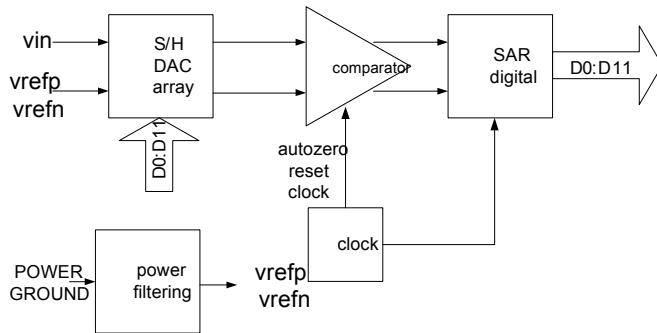 vin
vrefp
vrefn
S/H
DAC
array
D0:D11
comparator
SAR
digital
D0:D11
autozero
reset
clock
clock
POWER
GROUND
power
filtering
vrefp
vrefn